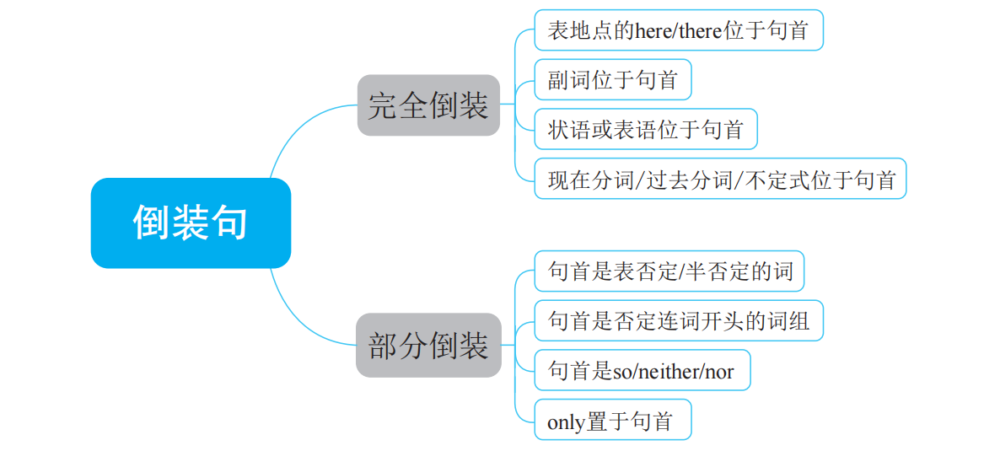 倒装句
完全倒装
表地点的here/there位于句首
副词位于句首
状语或表语位于句首
现在分词/过去分词/不定式位于句首
部分倒装
句首是表否定/半否定的词
句首是否定连词开头的词组
句首是so/neither/nor
only置于句首